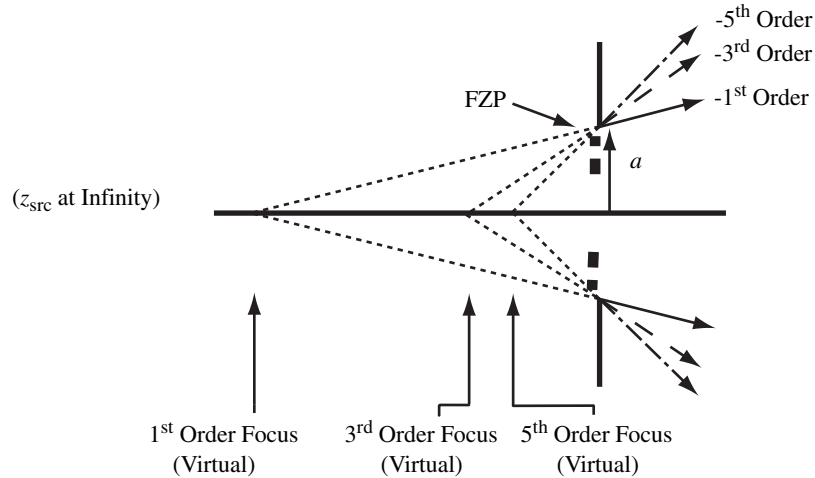 -5th Order
-3rd Order
-1st Order
FZP
a
(zsrc at Infinity)
1st Order Focus
(Virtual)
3rd Order Focus
(Virtual)
5th Order Focus
(Virtual)